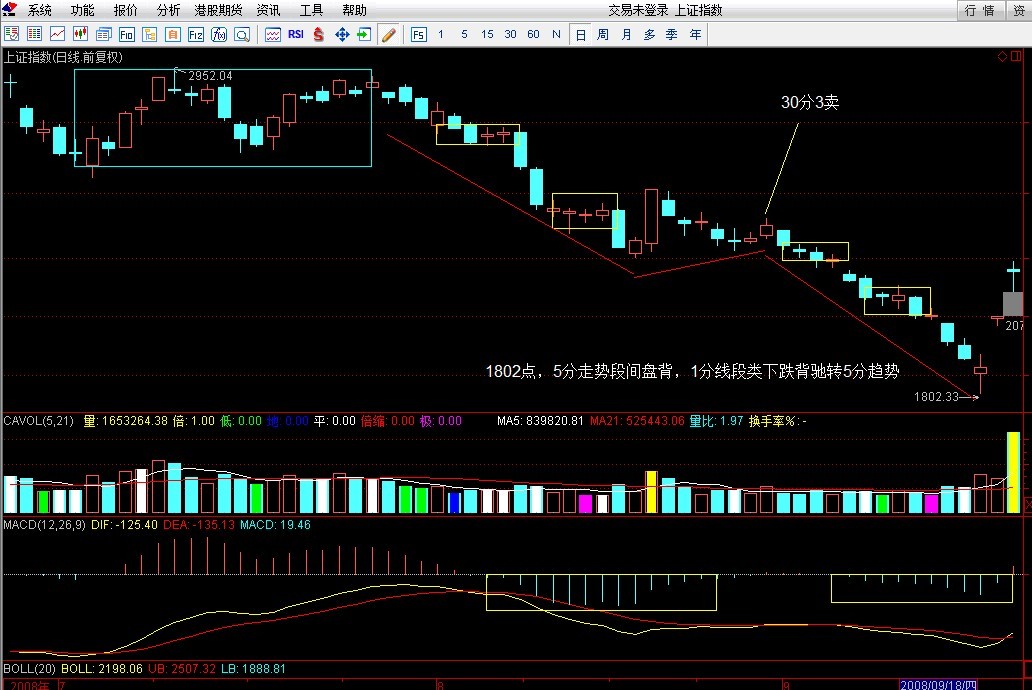 系统 功能 报价 分析 港股期货 资讯 工具 帮助 交易未登录 上证指数 行情 资
F10 F12 f(x) RSI $ F5 1 5 15 30 60 N 日 周 月 多 季 年
上证指数(日线.前复权)
2952.04
30分3卖
207
1802点，5分走势段间盘背，1分线段类下跌背驰转5分趋势
1802.33
CAVOL(5,21) 量: 1653264.38 倍: 1.00 低: 0.00 地: 0.00 平: 0.00 倍缩: 0.00 极: 0.00 MA5: 839820.81 MA21: 525443.06 量比: 1.97 换手率%: -
MACD(12,26,9) DIF: -125.40 DEA: -135.13 MACD: 19.46
BOLL(20) BOLL: 2198.06 UB: 2507.32 LB: 1888.81
2008年 7 8 9 2008/09/18/四